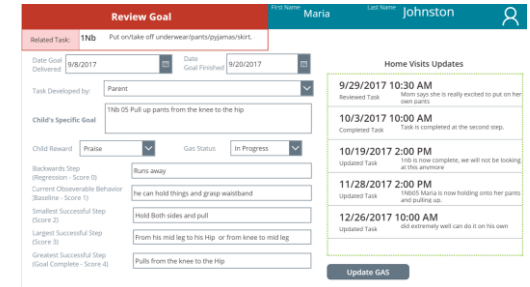 Review Goal
First Name Maria
Last Name Johnston
Related Task: 1Nb Put on/take off underwear/pants/pyjamas/skirt.
Date Goal Delivered 9/8/2017
Date Goal Finished 9/20/2017
Task Developed by: Parent
Child's Specific Goal 1Nb 05 Pull up pants from the knee to the hip
Child Reward Praise
Gas Status In Progress
Backwards Step
(Regression - Score 0) Runs away
Current Obseverable Behavior
(Baseline - Score 1) he can hold things and grasp waistband
Smallest Successful Step
(Score 2) Hold Both sides and pull
Largest Successful Step
(Score 3) From his mid leg to his Hip or from knee to mid leg
Greatest Successful Step
(Goal Complete - Score 4) Pulls from the knee to the Hip
Home Visits Updates
9/29/2017 10:30 AM
Reviewed Task Mom says she is really excited to put on her
own pants
10/3/2017 10:00 AM
Completed Task Task is completed at the second step.
10/19/2017 2:00 PM
Updated Task 1nb is now complete, we will not be looking
at this anymore
11/28/2017 2:00 PM
Updated Task 1Nb05 Maria is now holding onto her pants
and pulling up.
12/26/2017 10:00 AM
Updated Task did extremely well can do it on his own
Update GAS